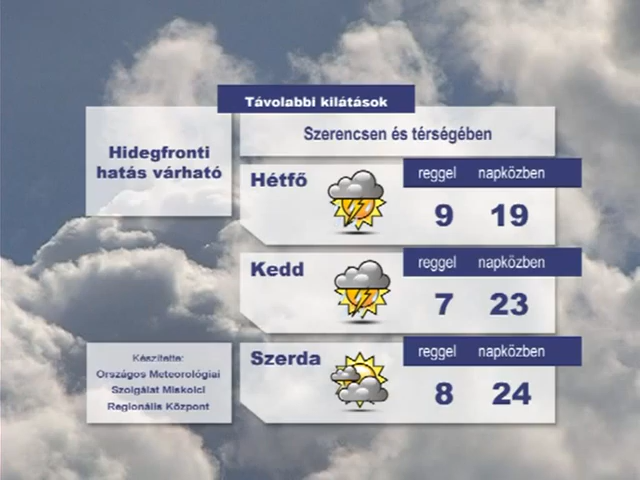 Távolabbi kilátások
Szerencsen és térségében
Hidegfronti
hatás várható
Hétfő
reggel napközben
9 19
Kedd
reggel napközben
7 23
Szerda
reggel napközben
8 24
Készítette:
Országos Meteorológiai
Szolgálat Miskolci
Regionális Központ